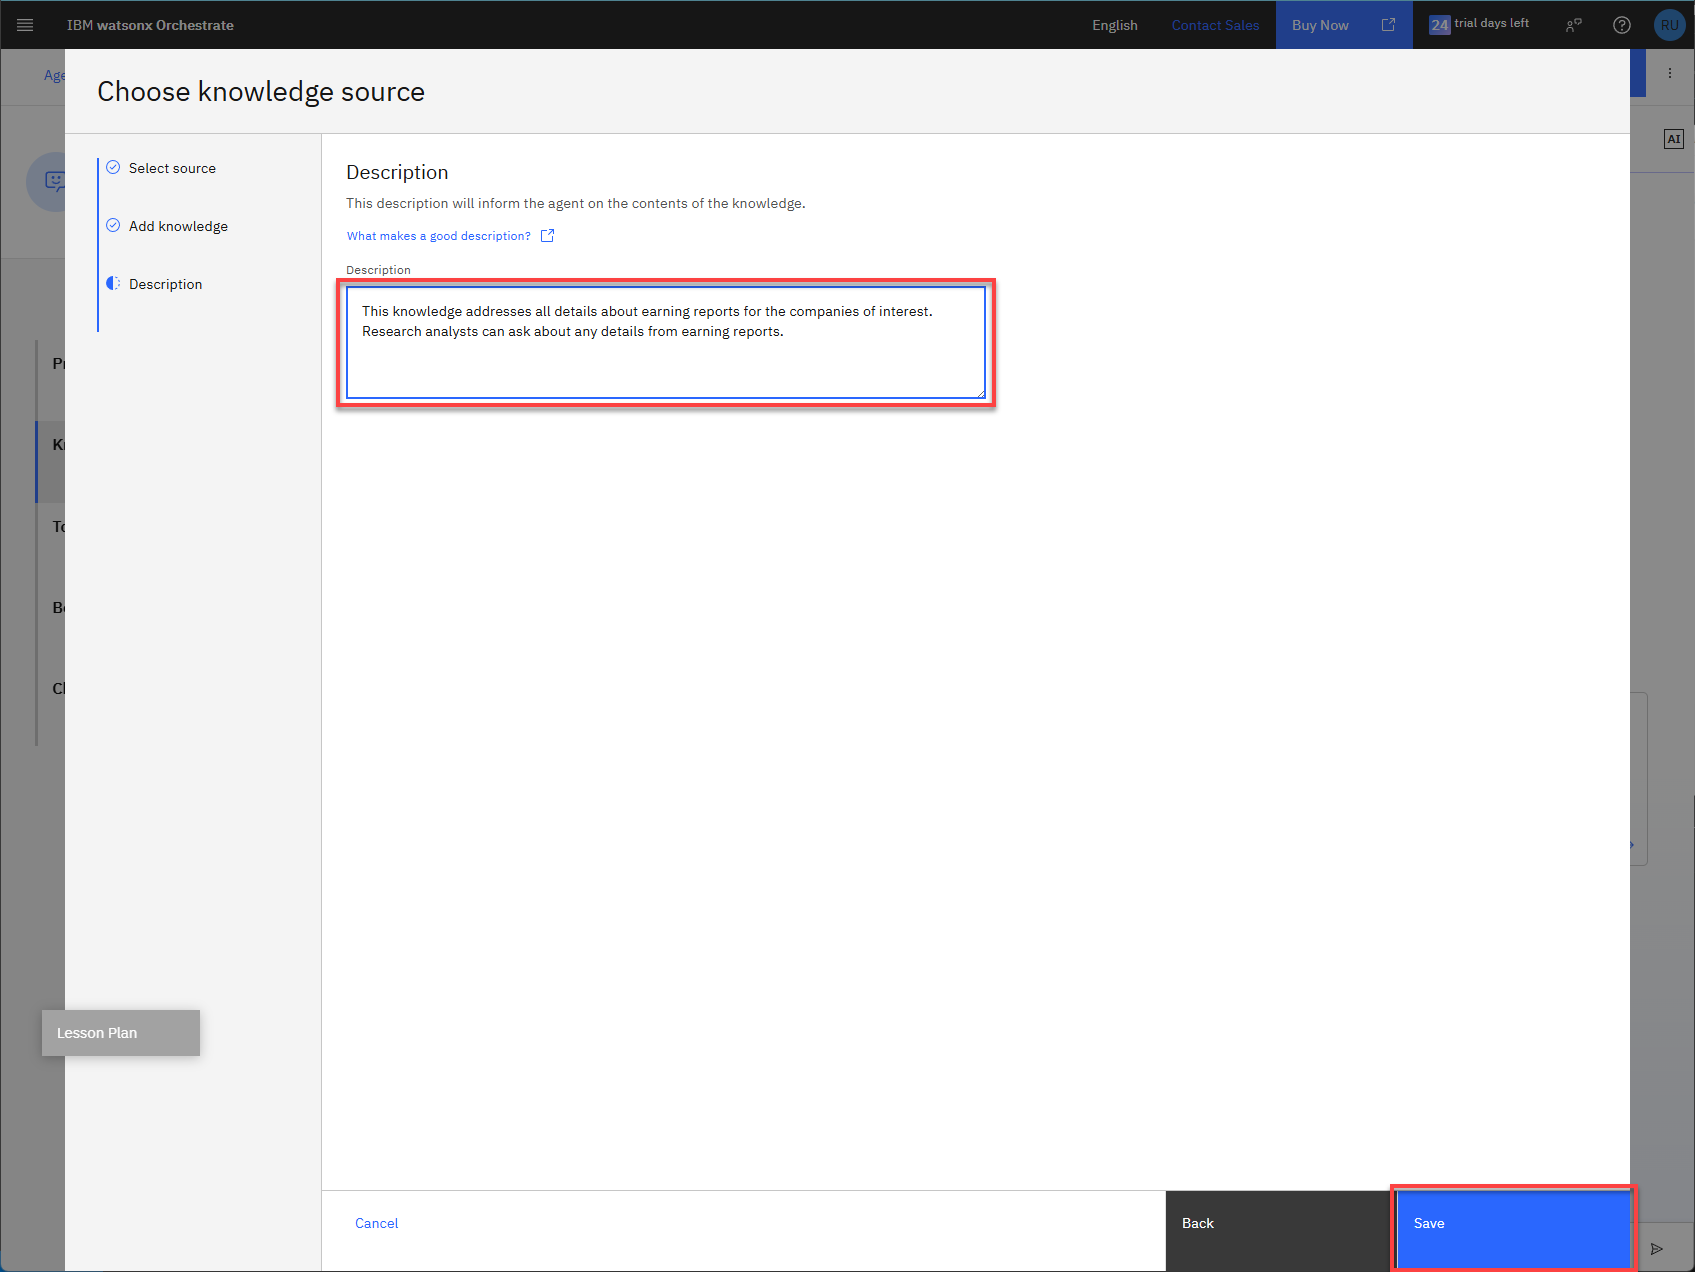 IBM watsonx Orchestrate
English
Contact Sales
Buy Now
24 trial days left
RU
Age
Choose knowledge source
AI
Select source
Add knowledge
Description
Description
This description will inform the agent on the contents of the knowledge.
What makes a good description?
Description
This knowledge addresses all details about earning reports for the companies of interest.
Research analysts can ask about any details from earning reports.
Pr
Kn
To
Be
Ch
Lesson Plan
Cancel
Back
Save